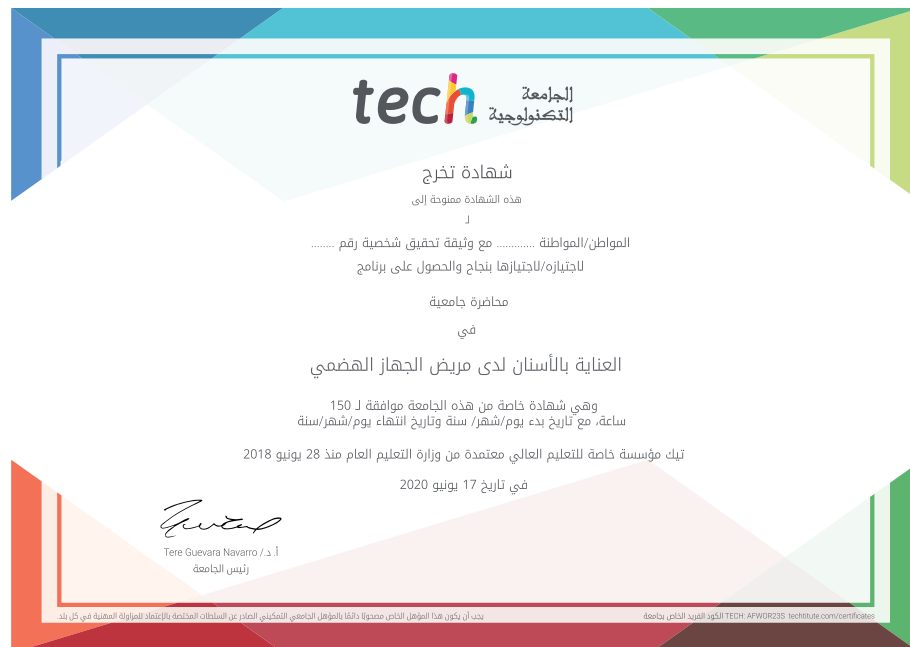 tech الجامعة
التكنولوجية
شهادة تخرج
هذه الشهادة ممنوحة إلى
لـ
المواطن/المواطنة ............ مع وثيقة تحقيق شخصية رقم ........
لاجتيازه/لاجتيازها بنجاح والحصول على برنامج
محاضرة جامعية
في
العناية بالأسنان لدى مريض الجهاز الهضمي
وهي شهادة خاصة من هذه الجامعة موافقة لـ 150
ساعة، مع تاريخ بدء يوم/شهر/ سنة وتاريخ انتهاء يوم/شهر/سنة
تيك مؤسسة خاصة للتعليم العالي معتمدة من وزارة التعليم العام منذ 28 يونيو 2018
في تاريخ 17 يونيو 2020
أ. د./ Tere Guevara Navarro
رئيس الجامعة
الكود الفريد الخاص بجامعة TECH: AFWOR23S techtitute.com/certificates
يجب أن يكون هذا المؤهل الخاص مصحوبًا دائمًا بالمؤهل الجامعي التمكيني الصادر عن السلطات المختصة بالإعتماد للمزاولة المهنية في كل بلد.